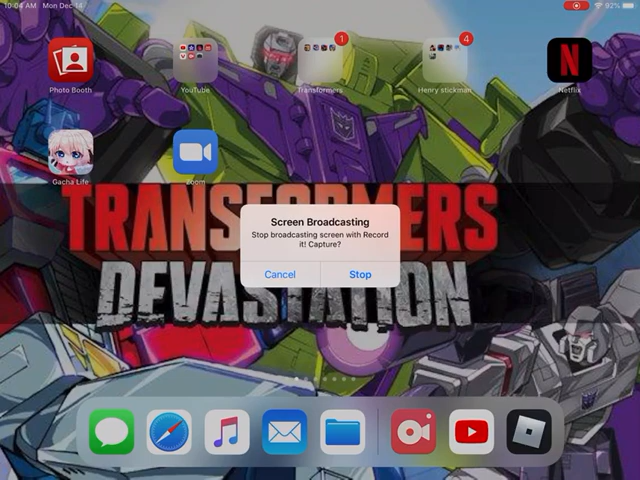 10:04 AM Mon Dec 14
92%
1
4
N
Photo Booth
YouTube
Transformers
Henry stickman
Netflix
Gacha Life
Zoom
TRANSFORMERS
DEVASTATION
Screen Broadcasting
Stop broadcasting screen with Record
it! Capture?
Cancel
Stop